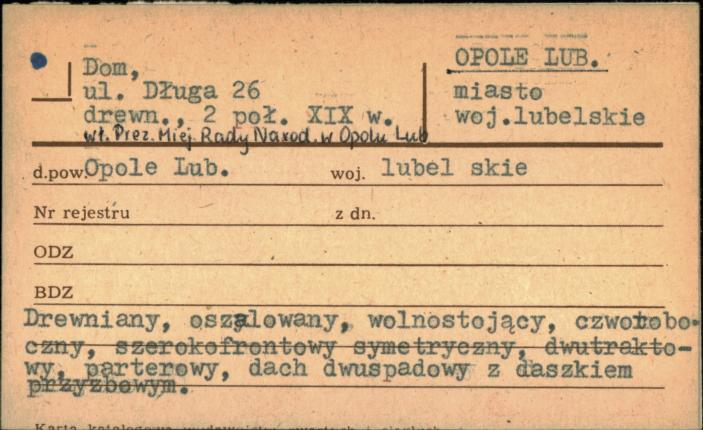 Dom,
ul. Długa 26
drewn., 2 poł. XIX w.
wł. Prez. Miej. Rady Narod. w Opolu Lub
OPOLE LUB.
miasto
woj.lubelskie
d.pow. Opole Lub. woj. lubel skie
Nr rejestru z dn.
ODZ
BDZ
Drewniany, oszalowany, wolnostojący, czworobo-
czny, szerokofrontowy symetryczny, dwutrakto-
wy, parterowy, dach dwuspadowy z daszkiem
przyzbowym.
Karta katalogowa